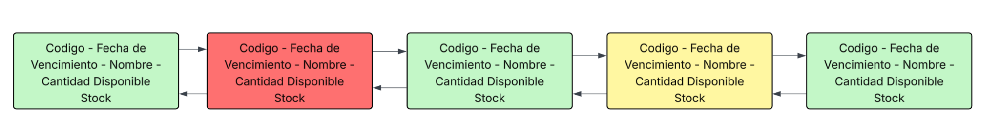 Codigo - Fecha de
Vencimiento - Nombre -
Cantidad Disponible
Stock
Codigo - Fecha de
Vencimiento - Nombre -
Cantidad Disponible
Stock
Codigo - Fecha de
Vencimiento - Nombre -
Cantidad Disponible
Stock
Codigo - Fecha de
Vencimiento - Nombre -
Cantidad Disponible
Stock
Codigo - Fecha de
Vencimiento - Nombre -
Cantidad Disponible
Stock